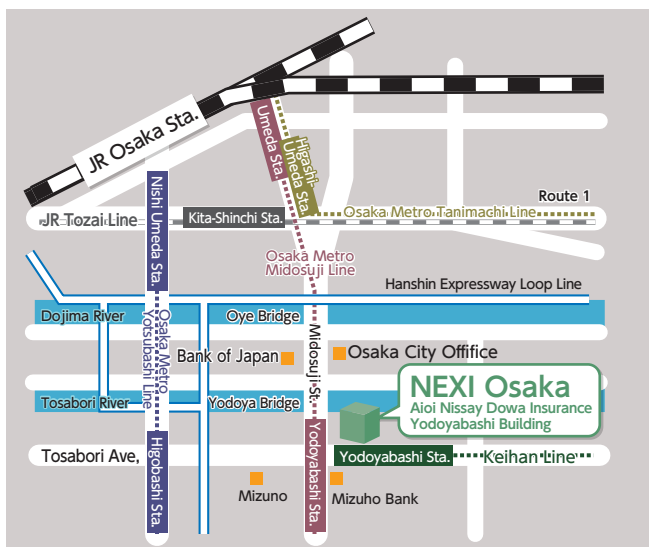 JR Osaka Sta.
Umeda Sta.
Higashi-
Umeda Sta.
Nishi Umeda Sta.
Route 1
JR Tozai Line
Kita-Shinchi Sta.
Osaka Metro Tanimachi Line
Osaka Metro
Midosuji Line
Hanshin Expressway Loop Line
Dojima River
Oye Bridge
Osaka Metro
Yotsubashi Line
Midosuji St.
Bank of Japan
Osaka City Offifice
NEXI Osaka
Aioi Nissay Dowa Insurance
Yodoyabashi Building
Tosabori River
Yodoya Bridge
Tosabori Ave,
Higobashi Sta.
Yodoyabashi Sta.
Yodoyabashi Sta.
Keihan Line
Mizuno
Mizuho Bank